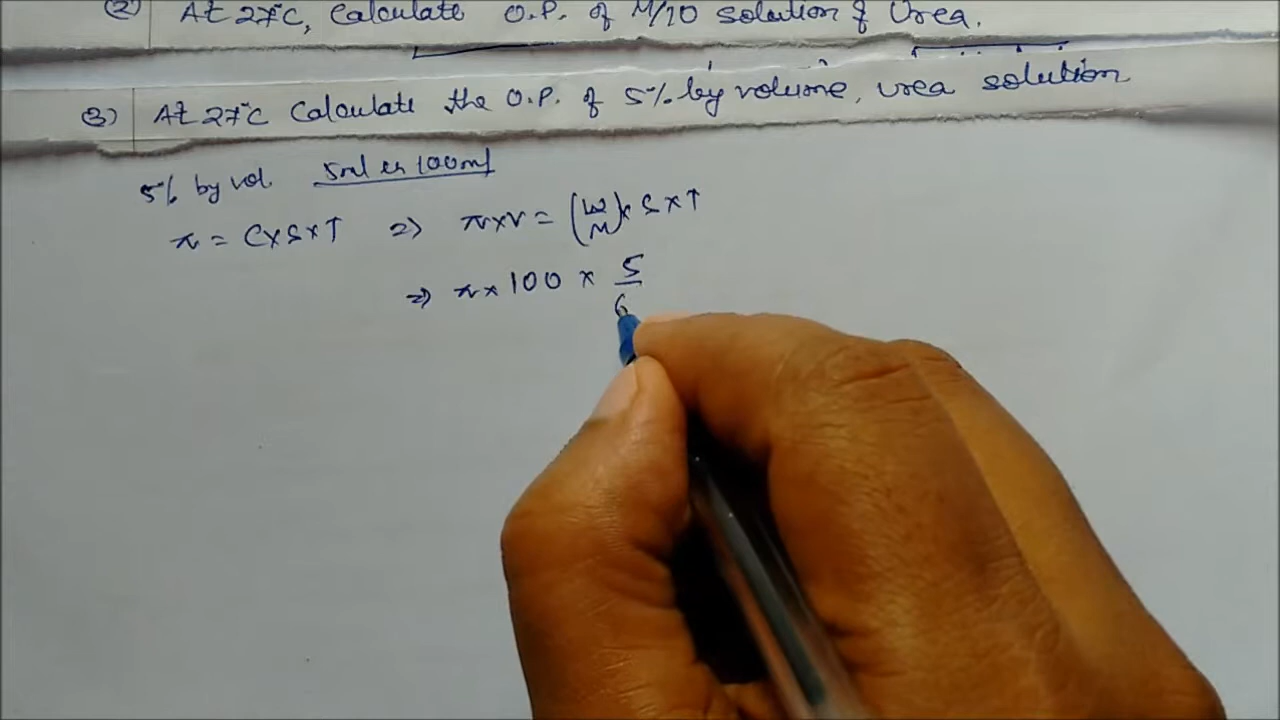 (2) At 27°C, Calculate O.P. of M/10 solution of Urea.
(3) At 27°C Calculate the O.P. of 5% by volume, urea solution
5% by vol. 5ml in 100ml
π = C×S×T ⇒ π×V = (W/M)×S×T
⇒ π×100 × 5/6